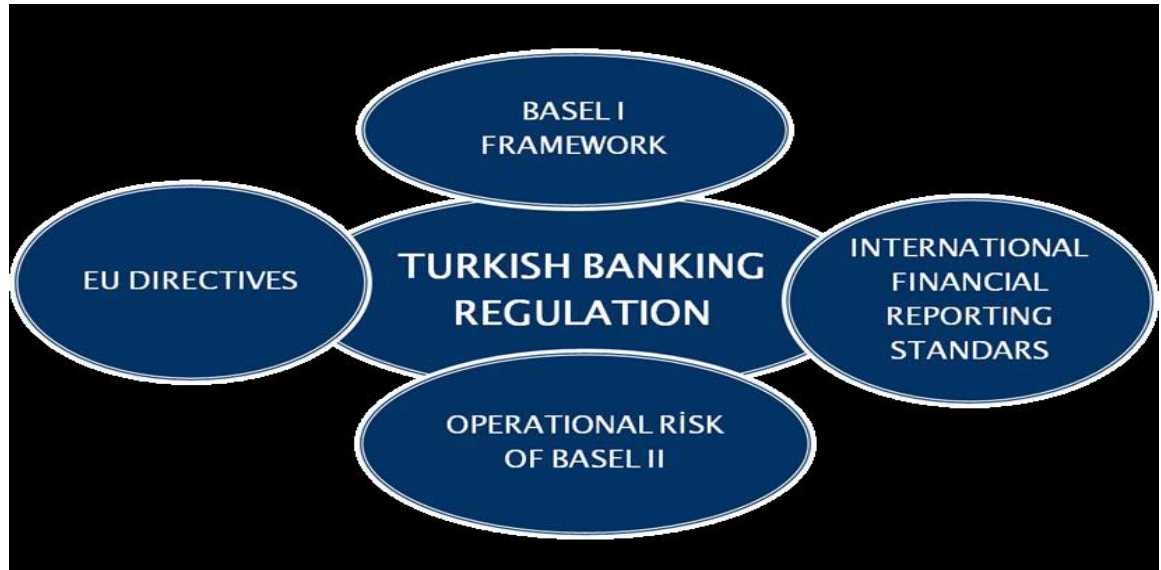 BASEL I
FRAMEWORK
EU DIRECTIVES
TURKISH BANKING
REGULATION
INTERNATIONAL
FINANCIAL
REPORTING
STANDARS
OPERATIONAL RİSK
OF BASEL II